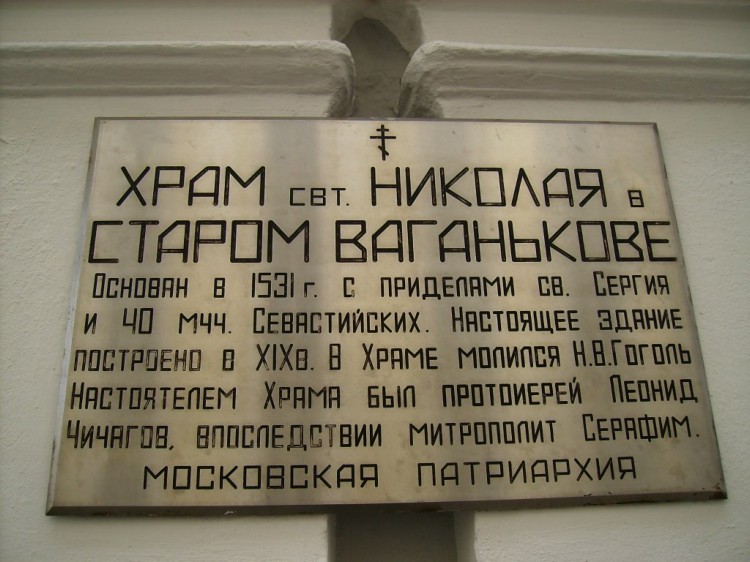 ХРАМ СВТ. НИКОЛАЯ В
СТАРОМ ВАГАНЬКОВЕ
Основан в 1531 г. с приделами св. Сергия
и 40 мчч. Севастийских. Настоящее здание
построено в XIXв. В Храме молился Н.В.Гоголь
Настоятелем Храма был протоиерей Леонид
Чичагов, впоследствии митрополит Серафим.
МОСКОВСКАЯ ПАТРИАРХИЯ